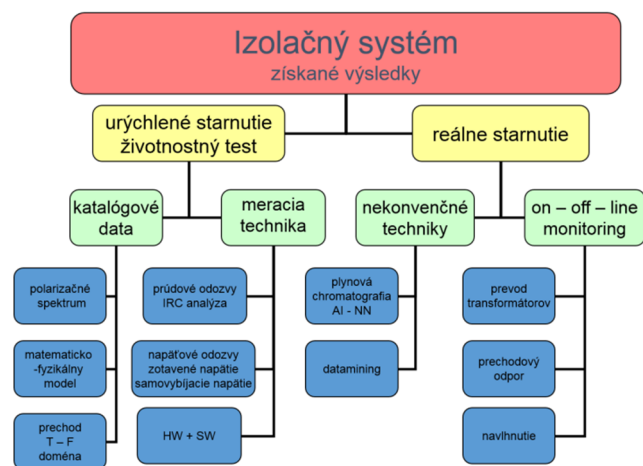 Izolačný systém
získané výsledky
urýchlené starnutie
životnostný test
reálne starnutie
katalógové
data
meracia
technika
nekonvenčné
techniky
on – off – line
monitoring
polarizačné
spektrum
prúdové odozvy
IRC analýza
plynová
chromatografia
AI - NN
prevod
transformátorov
matematicko
-fyzikálny
model
napäťové odozvy
zotavené napätie
samovybíjacie napätie
datamining
prechodový
odpor
prechod
T – F
doména
HW + SW
navlhnutie